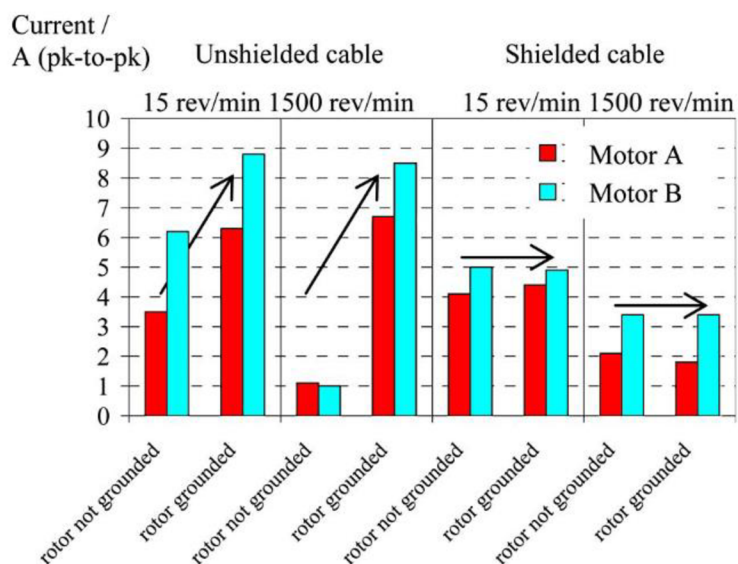 Current /
A (pk-to-pk)
Unshielded cable
Shielded cable
15 rev/min 1500 rev/min
15 rev/min 1500 rev/min
10
9
8
7
6
5
4
3
2
1
0
Motor A
Motor B
rotor not grounded
rotor grounded
rotor not grounded
rotor grounded
rotor not grounded
rotor grounded
rotor not grounded
rotor grounded